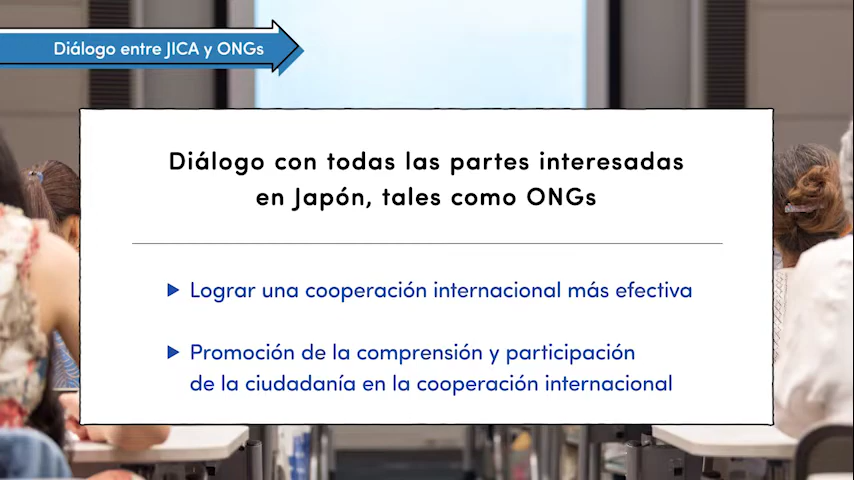 Diálogo entre JICA y ONGs
Diálogo con todas las partes interesadas
en Japón, tales como ONGs
Lograr una cooperación internacional más efectiva
Promoción de la comprensión y participación
de la ciudadanía en la cooperación internacional